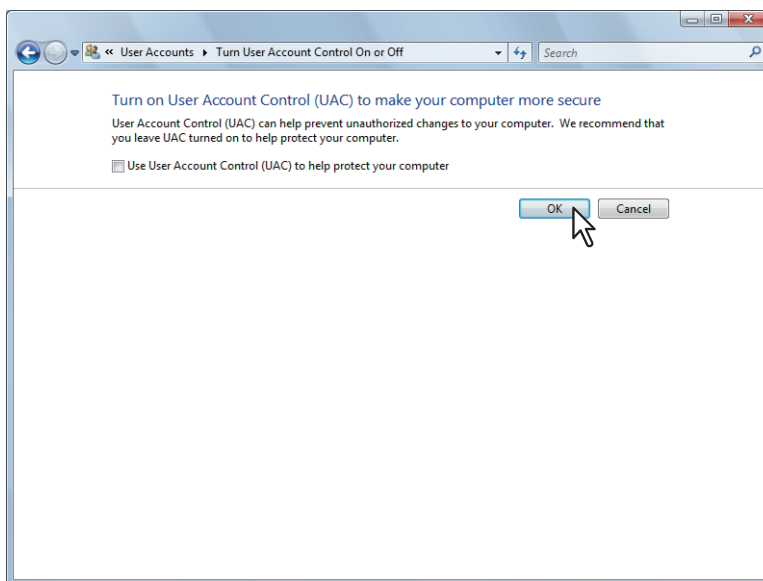 « User Accounts ▸ Turn User Account Control On or Off
Search
Turn on User Account Control (UAC) to make your computer more secure
User Account Control (UAC) can help prevent unauthorized changes to your computer. We recommend that
you leave UAC turned on to help protect your computer.
Use User Account Control (UAC) to help protect your computer
OK
Cancel